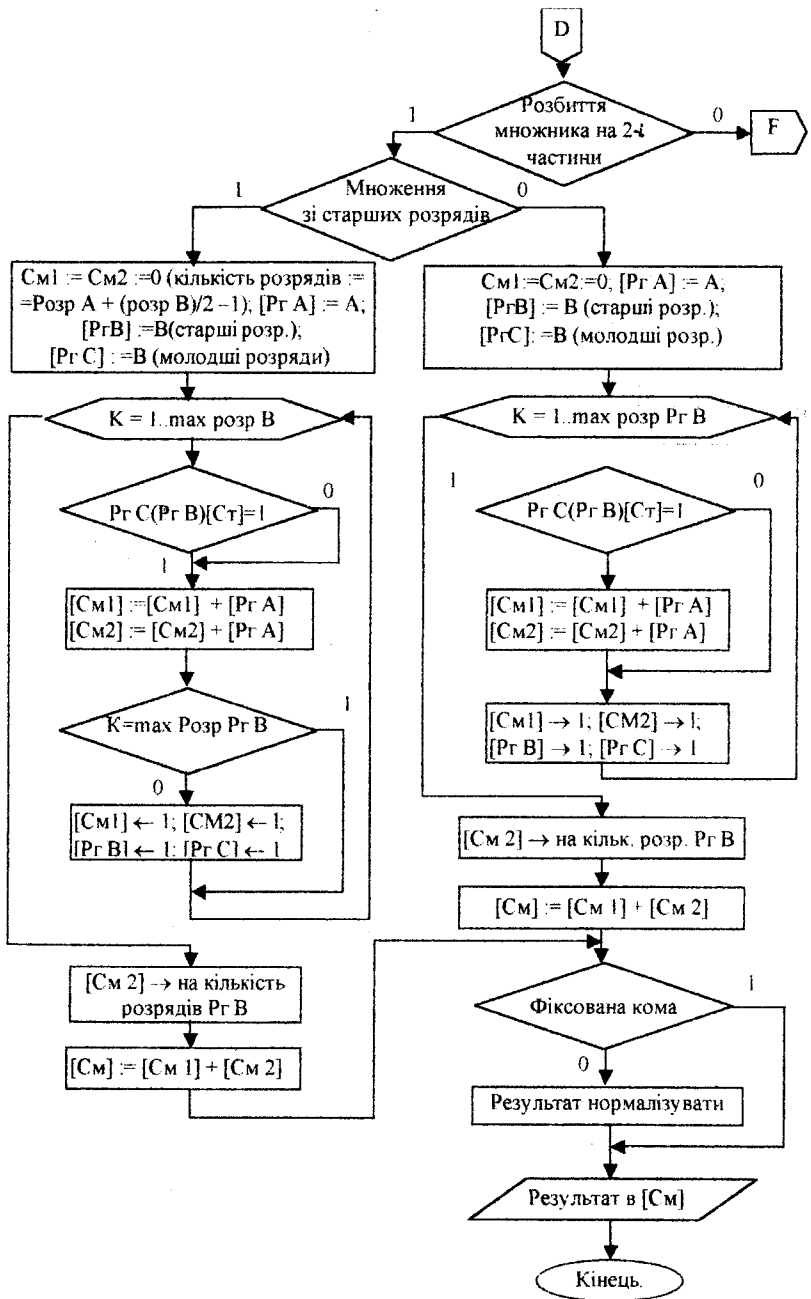 D
Розбиття
множника на 2-і
частини
1
0
F
Множення
зі старших розрядів
1
0
См1 := См2 :=0 (кількість розрядів :=
=Розр А + (розр В)/2 –1); [Рг А] := А;
[РгВ] :=В(старші розр.);
[Рг С] : =В (молодші розряди)
К = 1..max розр В
Рг С(Рг В)[Ст]=1
0
1
[См1] :=[См1] + [Рг А]
[См2] := [См2] + [Рг А]
К=max Розр Рг В
1
0
[См1] ← 1; [СМ2] ← 1;
[Рг В] ← 1; [Рг С] ← 1
[См 2] → на кількість
розрядів Рг В
[См] := [См 1] + [См 2]
См1:=См2:=0; [Рг А] := А,
[РгВ] := В (старші розр.);
[РгС]: =В (молодші розр.)
К = 1..max розр Рг В
1
0
Рг С(Рг В)[Ст]=1
[См1] := [См1] + [Рг А]
[См2] := [См2] + [Рг А]
[См1] → 1; [СМ2] → 1;
[Рг В] → 1; [Рг С] → 1
[См 2] → на кільк. розр. Рг В
[См] := [См 1] + [См 2]
Фіксована кома
1
0
Результат нормалізувати
Результат в [См]
Кінець.